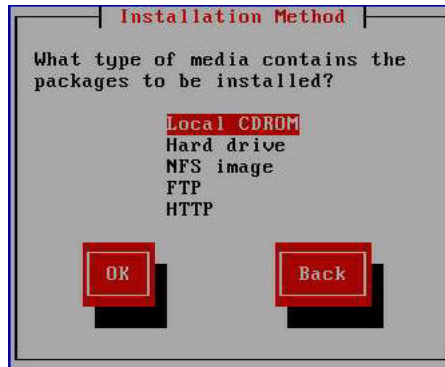 Installation Method
What type of media contains the
packages to be installed?
Local CDROM
Hard drive
NFS image
FTP
HTTP
OK Back